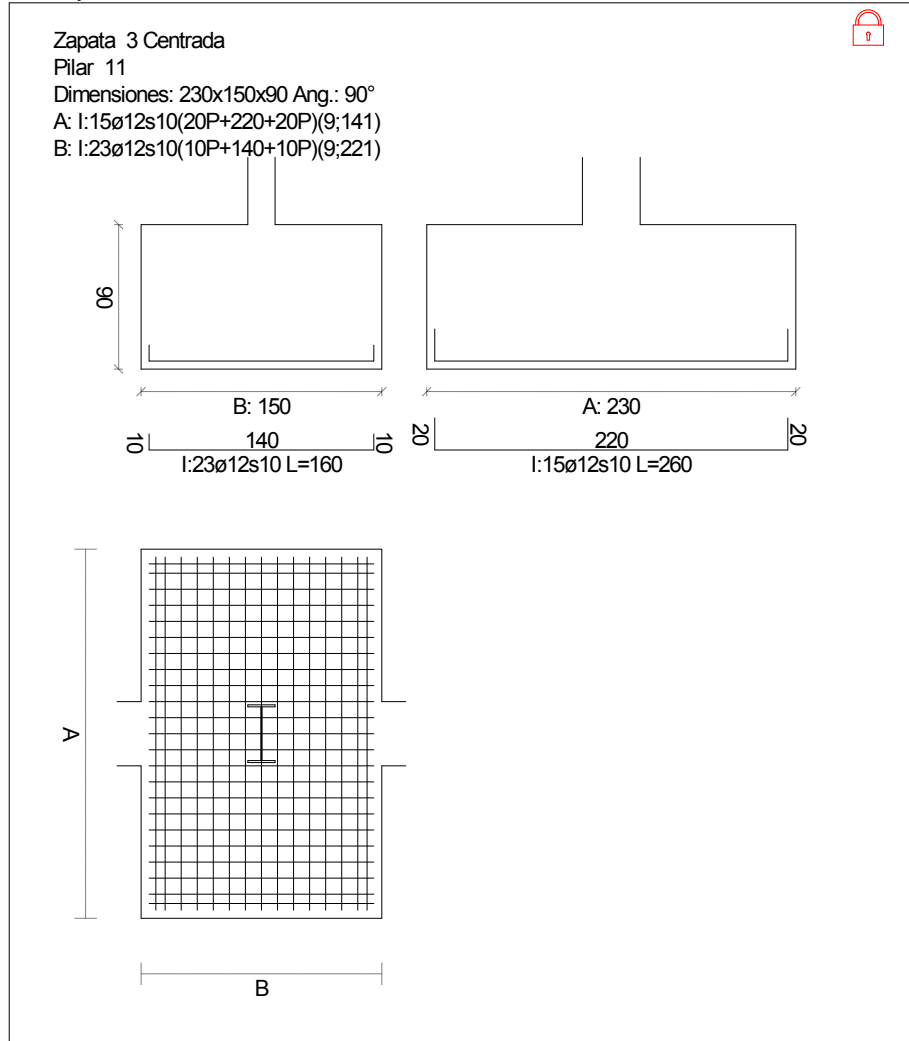 Zapata 3 Centrada
Pilar 11
Dimensiones: 230x150x90 Ang.: 90°
A: I:15ø12s10(20P+220+20P)(9;141)
B: I:23ø12s10(10P+140+10P)(9;221)
90
B: 150
A: 230
10
140
10
I:23ø12s10 L=160
20
220
20
I:15ø12s10 L=260
A
B